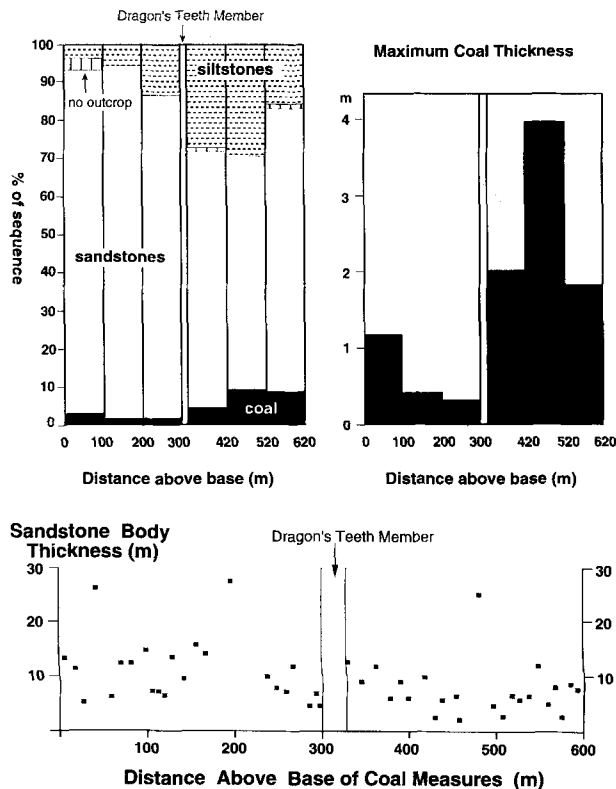 Dragon's Teeth Member
100
90
80
70
60
50
40
30
20
10
0
% of sequence
siltstones
no outcrop
sandstones
coal
0 100 200 300 420 520 620
Distance above base (m)
Maximum Coal Thickness
m
4
3
2
1
0
0 100 200 300 420 520 620
Distance above base (m)
Sandstone Body
Thickness (m)
Dragon's Teeth Member
30
20
10
30
20
10
100 200 300 400 500 600
Distance Above Base of Coal Measures (m)